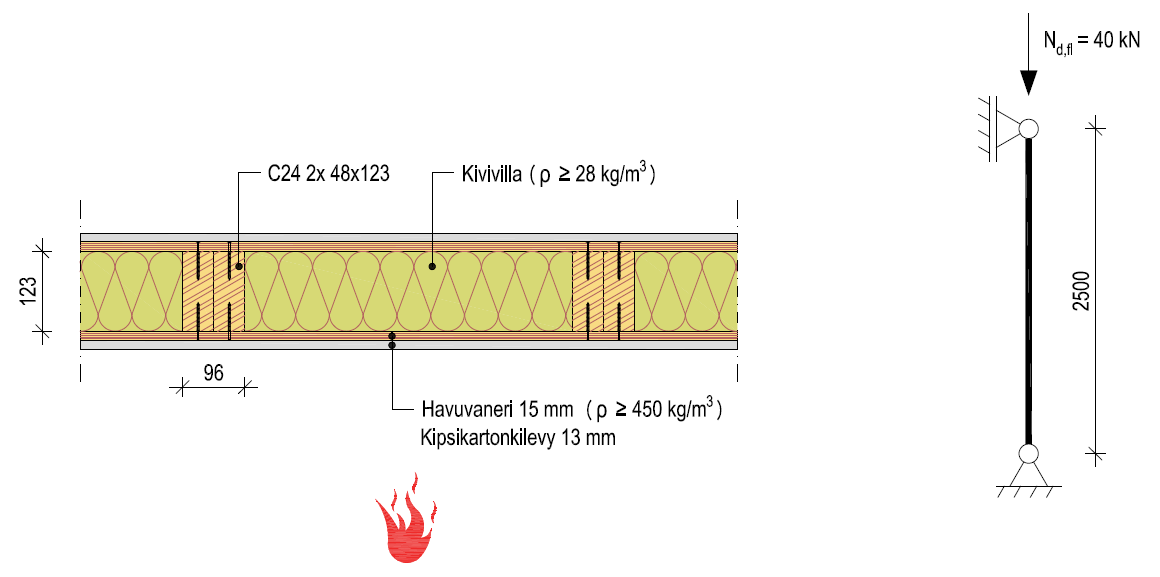 N_d,fi = 40 kN
C24 2x 48x123
Kivivilla (ρ ≥ 28 kg/m³)
123
2500
96
Havuvaneri 15 mm (ρ ≥ 450 kg/m³)
Kipsikartonkilevy 13 mm